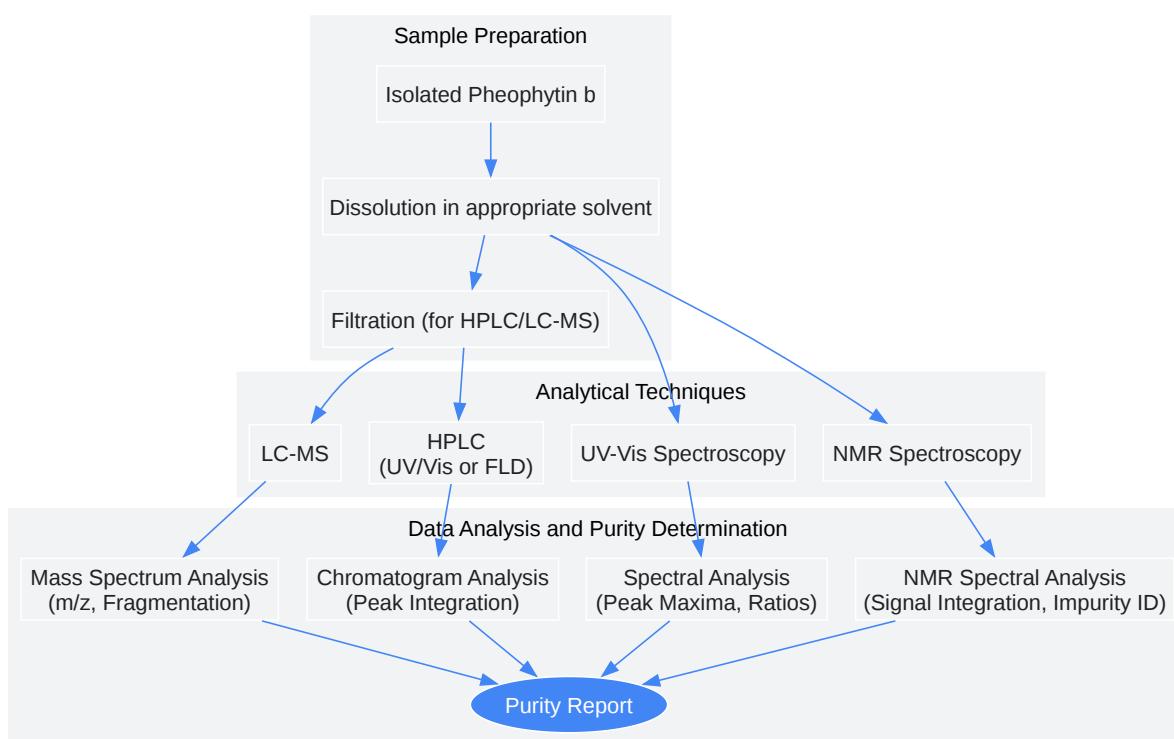 Sample Preparation
Isolated Pheophytin b
Dissolution in appropriate solvent
Filtration (for HPLC/LC-MS)
Analytical Techniques
LC-MS
HPLC
(UV/Vis or FLD)
UV-Vis Spectroscopy
NMR Spectroscopy
Data Analysis and Purity Determination
Mass Spectrum Analysis
(m/z, Fragmentation)
Chromatogram Analysis
(Peak Integration)
Spectral Analysis
(Peak Maxima, Ratios)
NMR Spectral Analysis
(Signal Integration, Impurity ID)
Purity Report